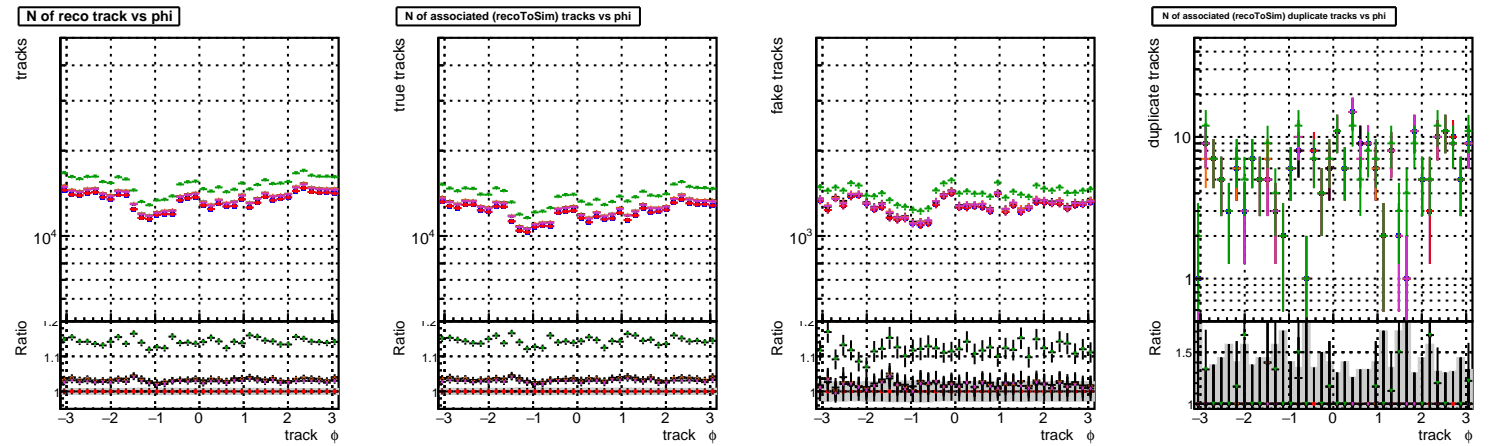 N of reco track vs phi
tracks
10⁴
Ratio
1.2
1.1
1
−3 −2 −1 0 1 2 3
track ϕ
N of associated (recoToSim) tracks vs phi
true tracks
10⁴
Ratio
1.2
1.1
1
−3 −2 −1 0 1 2 3
track ϕ
fake tracks
10³
Ratio
1.2
1.1
1
−3 −2 −1 0 1 2 3
track ϕ
N of associated (recoToSim) duplicate tracks vs phi
duplicate tracks
10
1
Ratio
1.5
1
−3 −2 −1 0 1 2 3
track ϕ